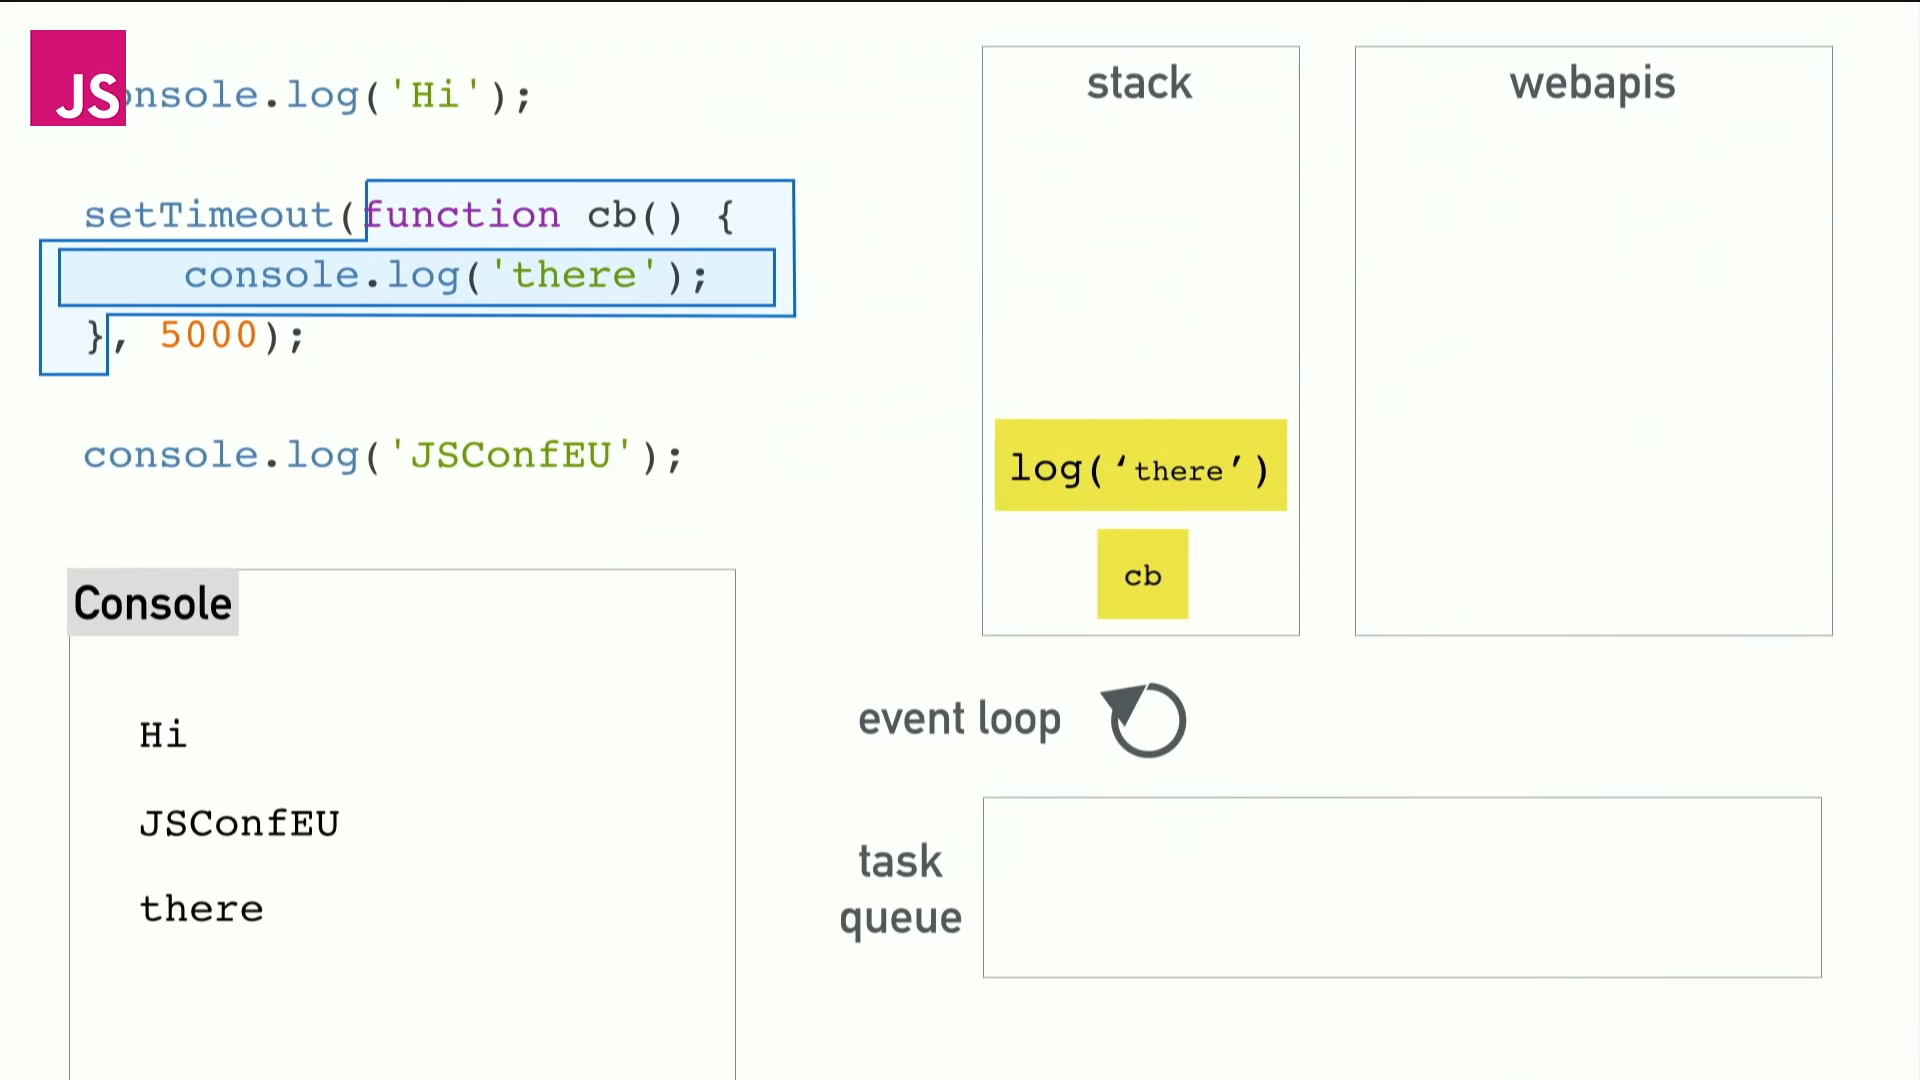 JS
onsole.log('Hi');
setTimeout(function cb() {
console.log('there');
}, 5000);
console.log('JSConfEU');
Console
Hi
JSConfEU
there
stack
log(‘there’)
cb
webapis
event loop
task
queue